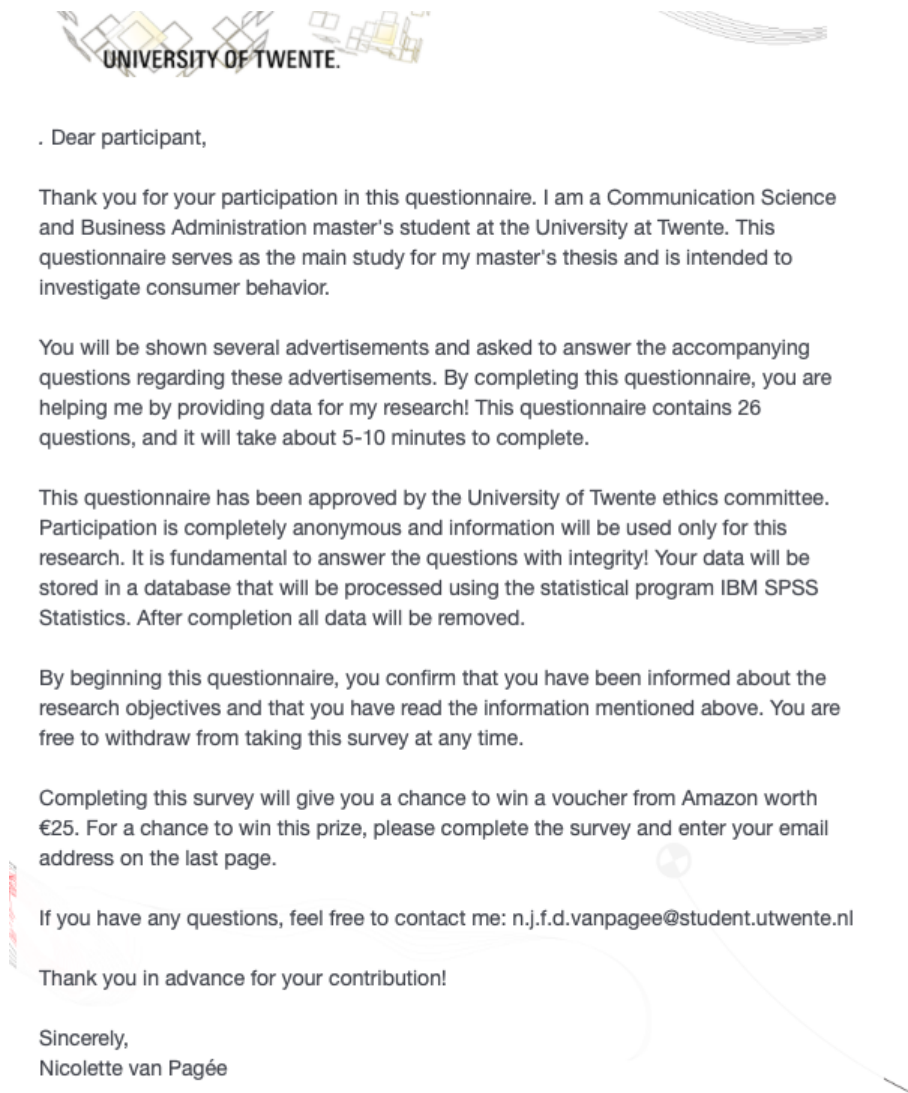 UNIVERSITY OF TWENTE.
. Dear participant,
Thank you for your participation in this questionnaire. I am a Communication Science
and Business Administration master's student at the University at Twente. This
questionnaire serves as the main study for my master's thesis and is intended to
investigate consumer behavior.
You will be shown several advertisements and asked to answer the accompanying
questions regarding these advertisements. By completing this questionnaire, you are
helping me by providing data for my research! This questionnaire contains 26
questions, and it will take about 5-10 minutes to complete.
This questionnaire has been approved by the University of Twente ethics committee.
Participation is completely anonymous and information will be used only for this
research. It is fundamental to answer the questions with integrity! Your data will be
stored in a database that will be processed using the statistical program IBM SPSS
Statistics. After completion all data will be removed.
By beginning this questionnaire, you confirm that you have been informed about the
research objectives and that you have read the information mentioned above. You are
free to withdraw from taking this survey at any time.
Completing this survey will give you a chance to win a voucher from Amazon worth
€25. For a chance to win this prize, please complete the survey and enter your email
address on the last page.
If you have any questions, feel free to contact me: n.j.f.d.vanpagee@student.utwente.nl
Thank you in advance for your contribution!
Sincerely,
Nicolette van Pagée